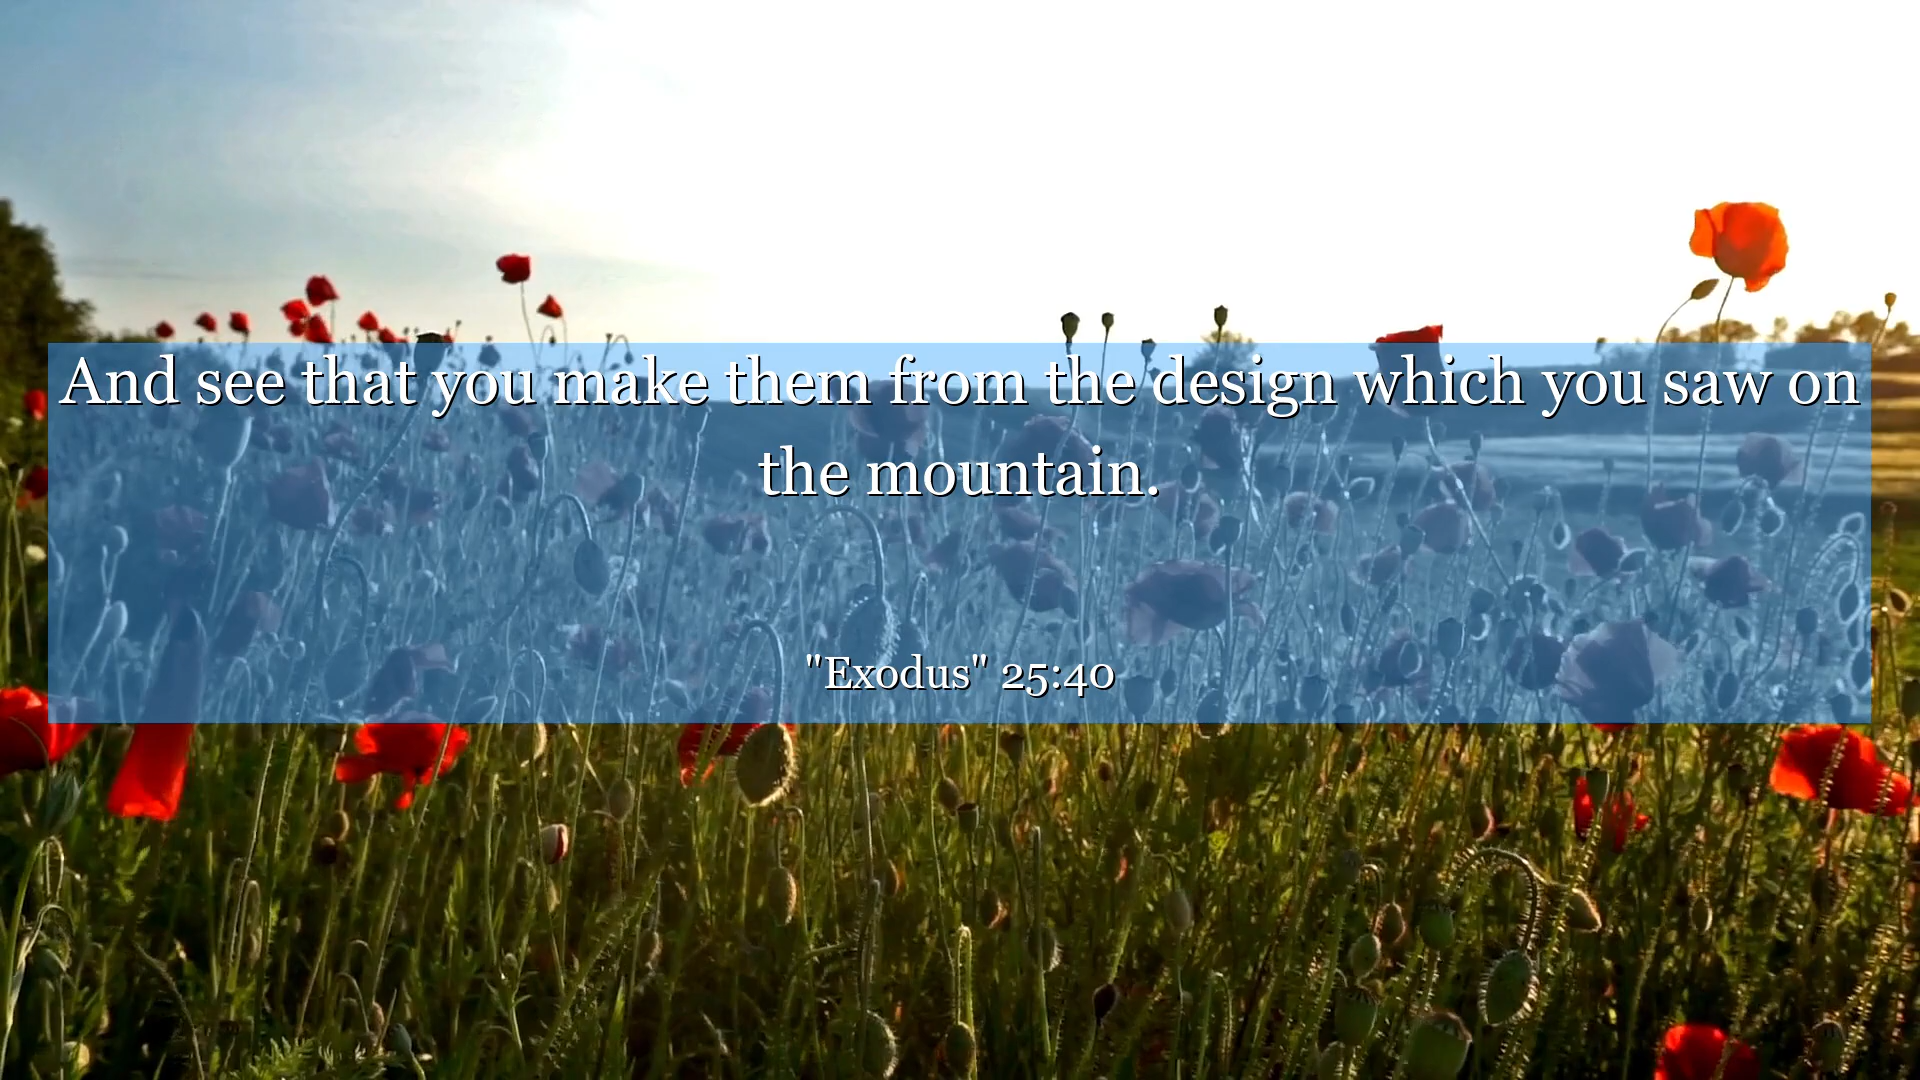 And see that you make them from the design which you saw on
the mountain.
"Exodus" 25:40